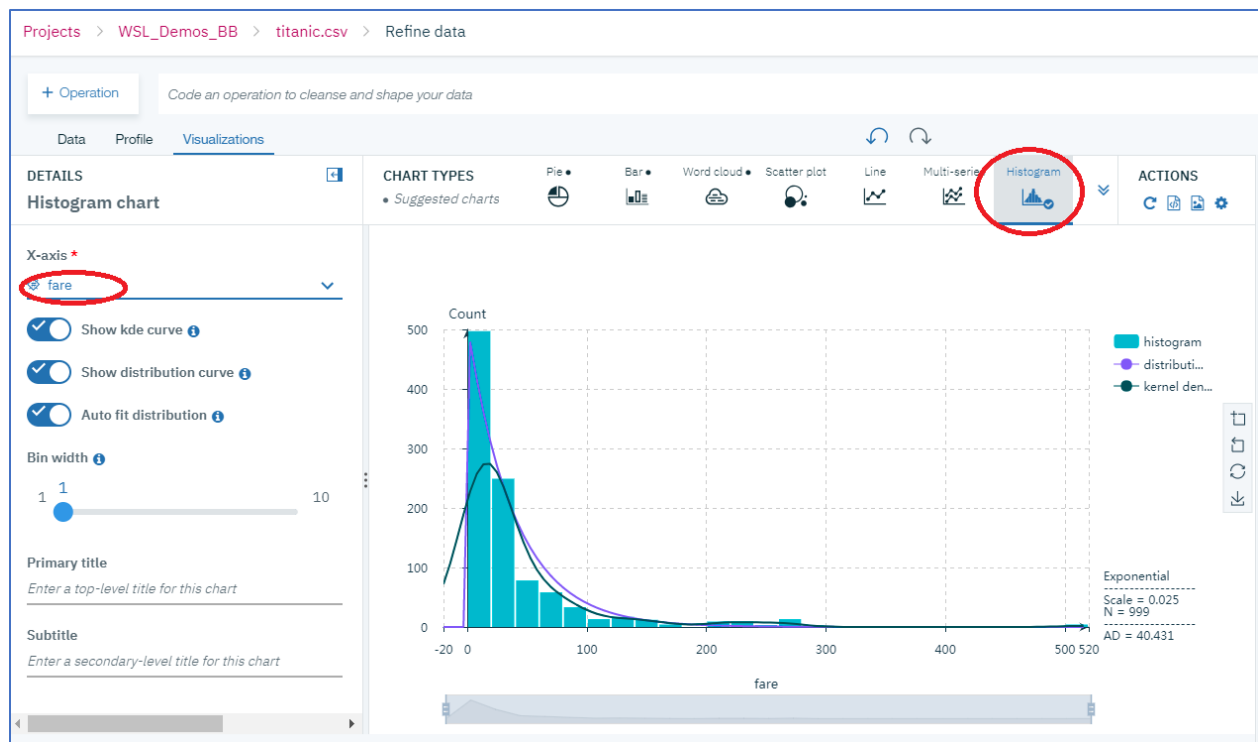 Projects > WSL_Demos_BB > titanic.csv > Refine data
+ Operation
Code an operation to cleanse and shape your data
Data Profile Visualizations
DETAILS
Histogram chart
X-axis *
fare
Show kde curve
Show distribution curve
Auto fit distribution
Bin width
1 1 10
Primary title
Enter a top-level title for this chart
Subtitle
Enter a secondary-level title for this chart
CHART TYPES
• Suggested charts
Pie • Bar • Word cloud • Scatter plot Line Multi-serie Histogram
ACTIONS
Count
500
400
300
200
100
0
-20 0 100 200 300 400 500 520
fare
histogram
distributi...
kernel den...
Exponential
Scale = 0.025
N = 999
AD = 40.431